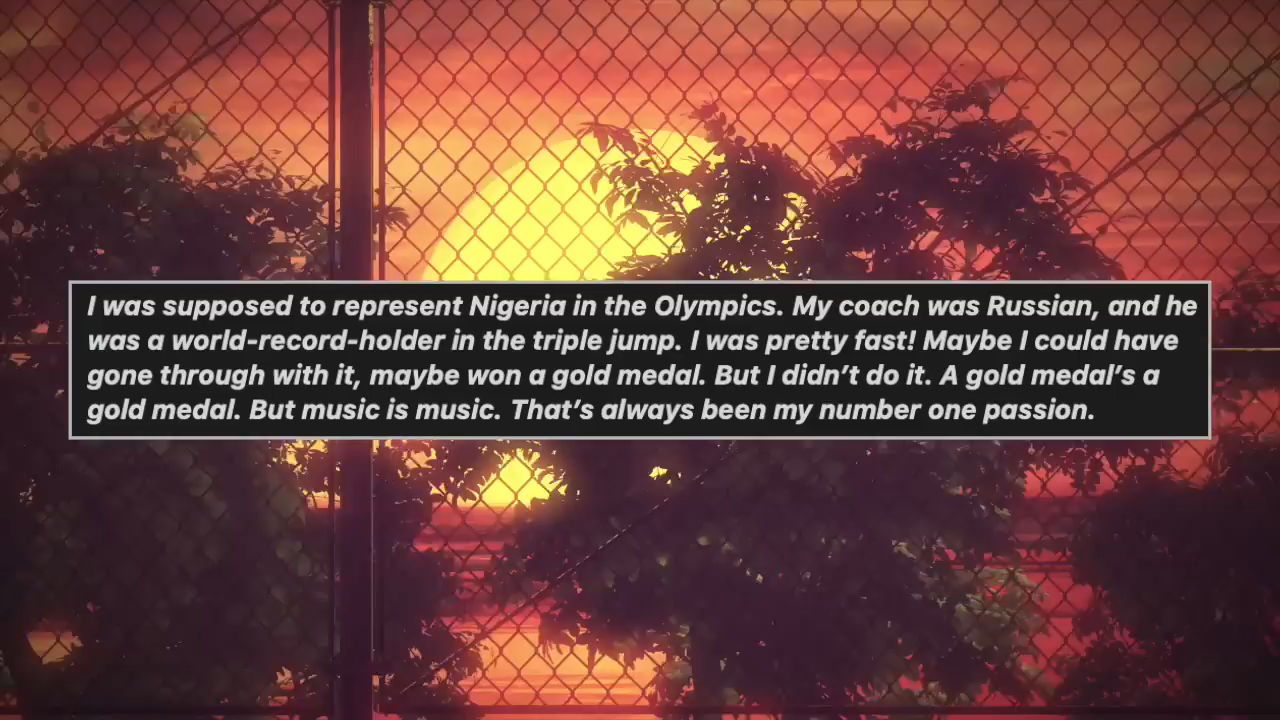 I was supposed to represent Nigeria in the Olympics. My coach was Russian, and he
was a world-record-holder in the triple jump. I was pretty fast! Maybe I could have
gone through with it, maybe won a gold medal. But I didn’t do it. A gold medal’s a
gold medal. But music is music. That’s always been my number one passion.